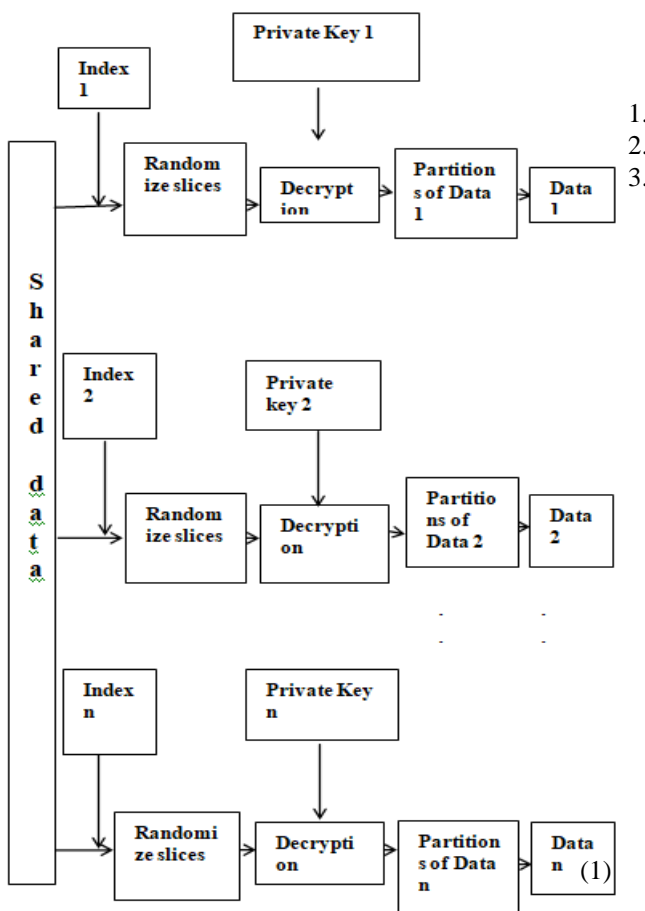 Private Key 1
Index
1
1.
2.
3.
Random
ize slices
Decrypt
ion
Partition
s of Data
1
Data
1
S
h
a
r
e
d
d
a
t
a
Index
2
Private
key 2
Random
ize slices
Decrypti
on
Partitio
ns of
Data 2
Data
2
Index
n
Private Key
n
Randomi
ze slices
Decrypti
on
Partition
s of Data
n
Data
n
(1)